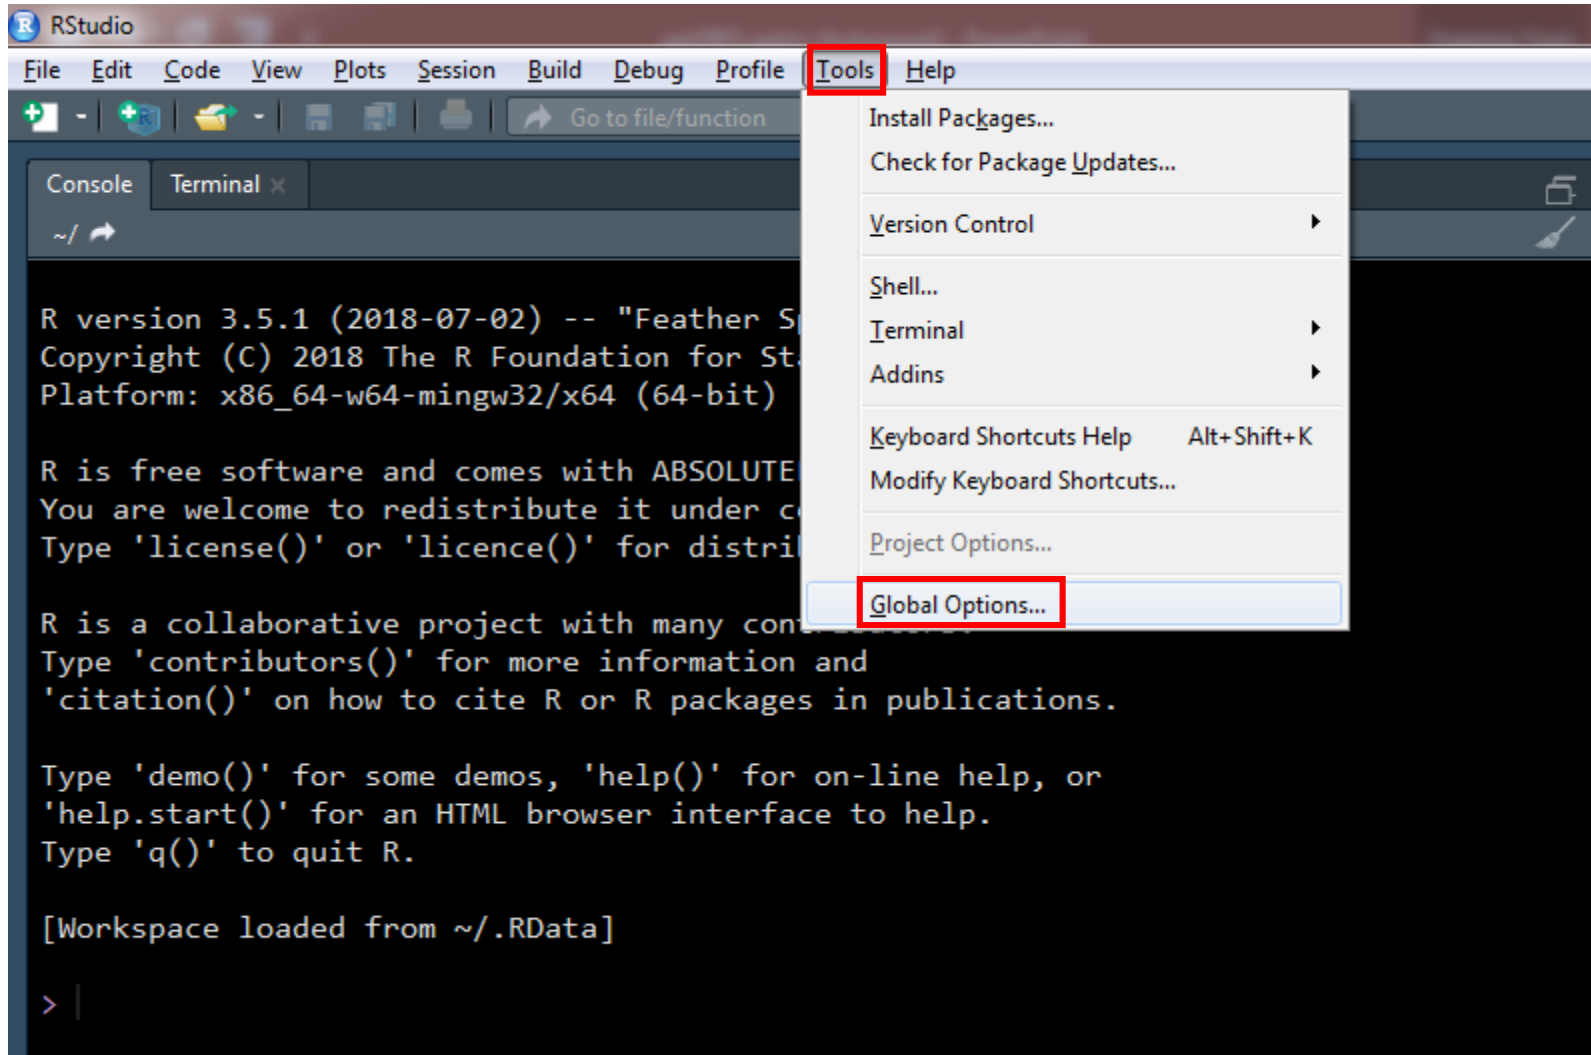 RStudio
File Edit Code View Plots Session Build Debug Profile Tools Help
Go to file/function
Install Packages...
Check for Package Updates...
Version Control
Shell...
Terminal
Addins
Keyboard Shortcuts Help Alt+Shift+K
Modify Keyboard Shortcuts...
Project Options...
Global Options...
Console Terminal
~/
R version 3.5.1 (2018-07-02) -- "Feather
Copyright (C) 2018 The R Foundation for
Platform: x86_64-w64-mingw32/x64 (64-bit)
R is free software and comes with
You are welcome to redistribute it under
Type 'license()' or 'licence()' for
R is a collaborative project with many
Type 'contributors()' for more information and
'citation()' on how to cite R or R packages in publications.
Type 'demo()' for some demos, 'help()' for on-line help, or
'help.start()' for an HTML browser interface to help.
Type 'q()' to quit R.
[Workspace loaded from ~/.RData]
>